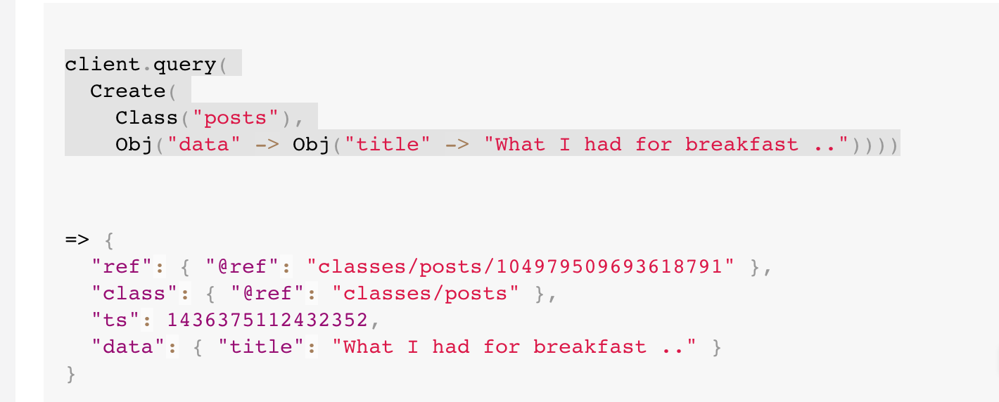 client.query(
Create(
Class("posts"),
Obj("data" -> Obj("title" -> "What I had for breakfast .."))))
=> {
"ref": { "@ref": "classes/posts/104979509693618791" },
"class": { "@ref": "classes/posts" },
"ts": 1436375112432352,
"data": { "title": "What I had for breakfast .." }
}